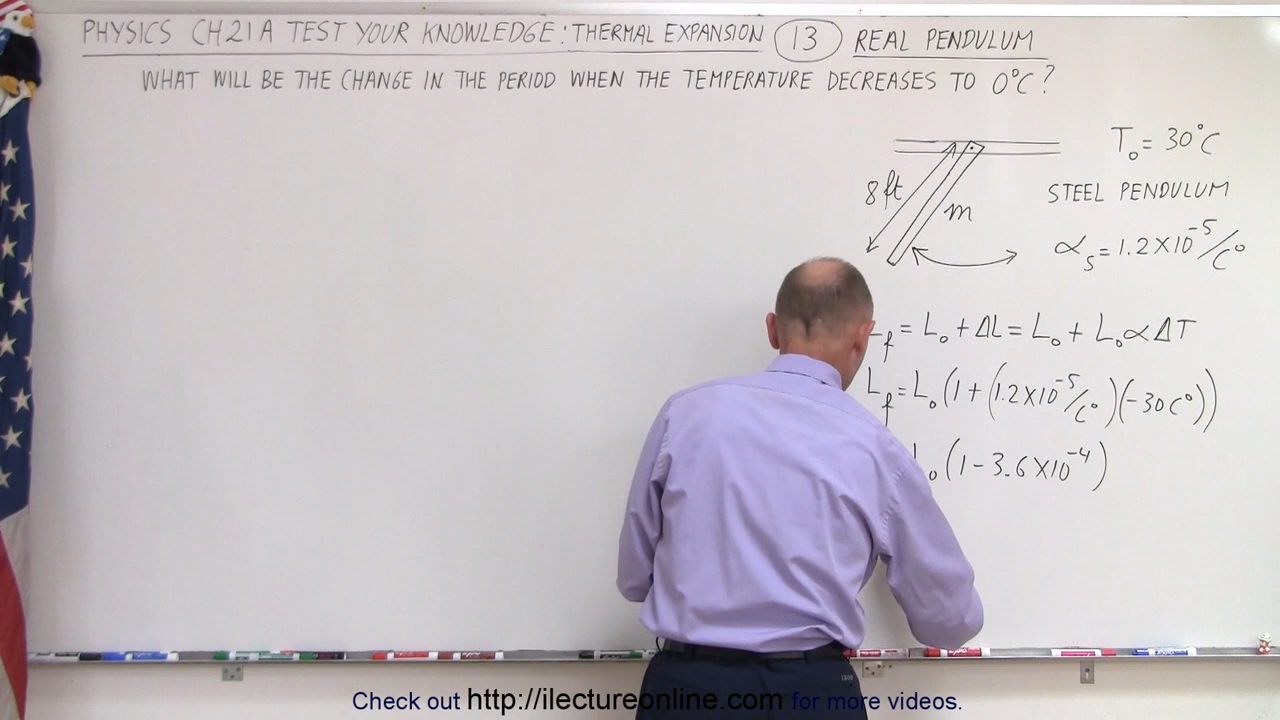 PHYSICS CH21A TEST YOUR KNOWLEDGE: THERMAL EXPANSION 13 REAL PENDULUM
WHAT WILL BE THE CHANGE IN THE PERIOD WHEN THE TEMPERATURE DECREASES TO 0°C?
T₀ = 30°C
8 ft
m
STEEL PENDULUM
αₛ = 1.2 X 10⁻⁵/C°
f = L₀ + ΔL = L₀ + L₀αΔT
L_f = L₀(1 + (1.2 X 10⁻⁵/C°)(-30C°))
₀(1 - 3.6 X 10⁻⁴)
Check out http://ilectureonline.com for more videos.